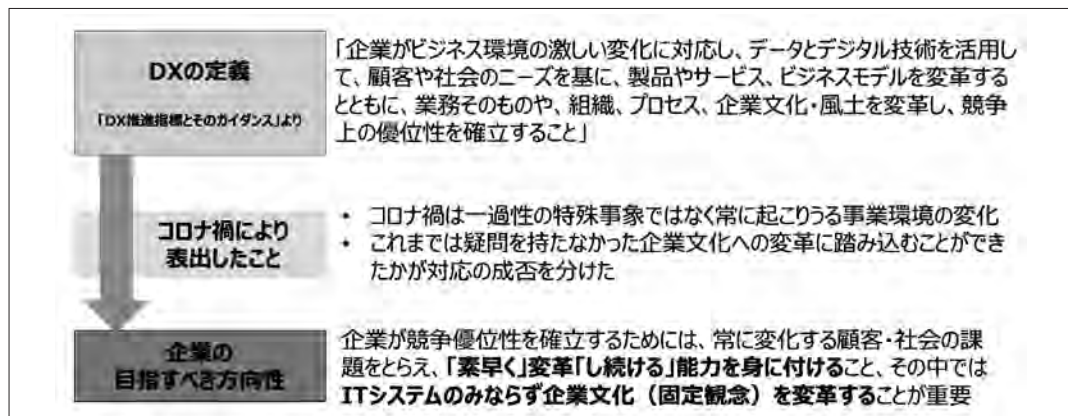 DXの定義
「DX推進指標とそのガイダンス」より
「企業がビジネス環境の激しい変化に対応し、データとデジタル技術を活用し
て、顧客や社会のニーズを基に、製品やサービス、ビジネスモデルを変革する
とともに、業務そのものや、組織、プロセス、企業文化・風土を変革し、競争
上の優位性を確立すること」
コロナ禍により
表出したこと
• コロナ禍は一過性の特殊事象ではなく常に起こりうる事業環境の変化
• これまでは疑問を持たなかった企業文化への変革に踏み込むことができ
たかが対応の成否を分けた
企業の
目指すべき方向性
企業が競争優位性を確立するためには、常に変化する顧客・社会の課
題をとらえ、「素早く」変革「し続ける」能力を身に付けること、その中では
ITシステムのみならず企業文化（固定観念）を変革することが重要